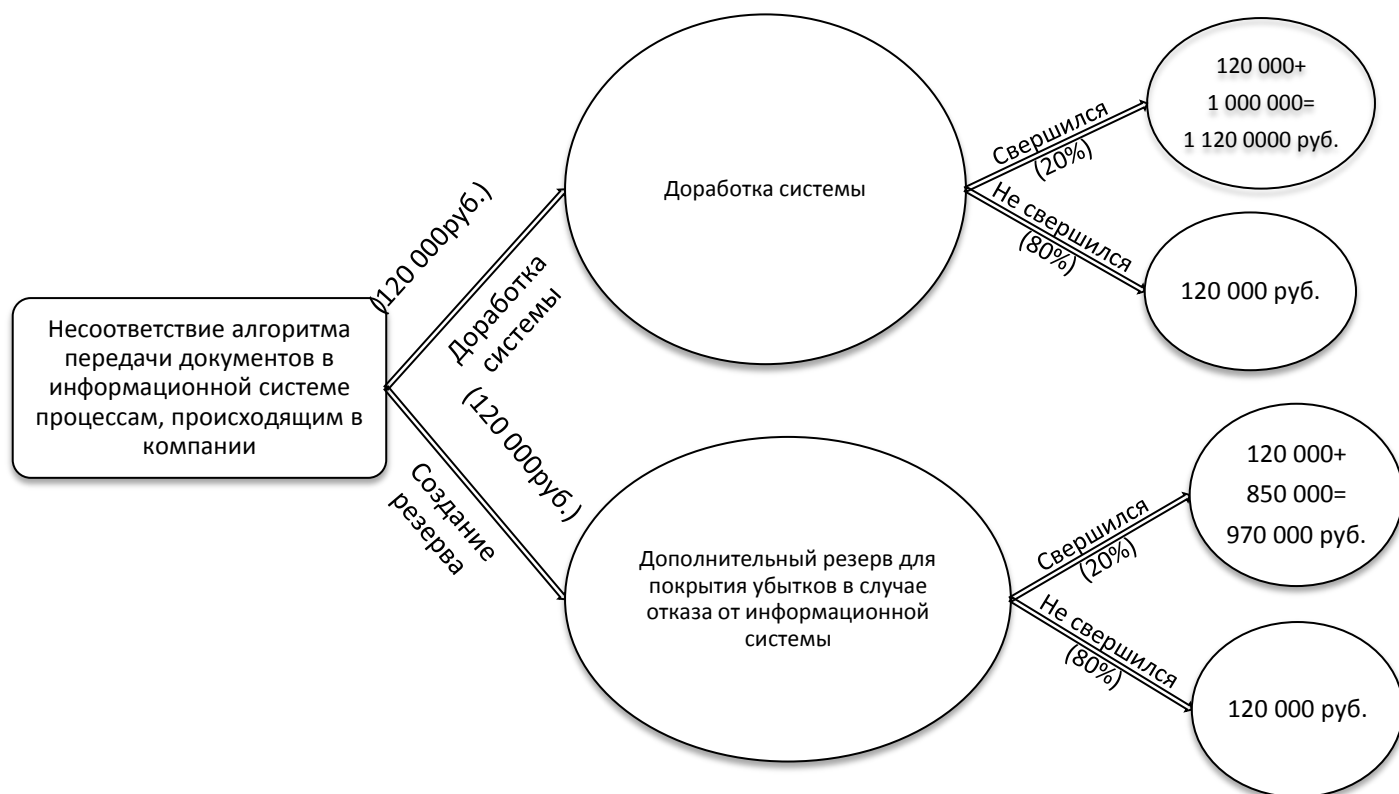 Несоответствие алгоритма
передачи документов в
информационной системе
процессам, происходящим в
компании
(120 000руб.)
Доработка
системы
(120 000руб.)
Создание
резерва
Доработка системы
Свершился
(20%)
120 000+
1 000 000=
1 120 0000 руб.
Не свершился
(80%)
120 000 руб.
Дополнительный резерв для
покрытия убытков в случае
отказа от информационной
системы
Свершился
(20%)
120 000+
850 000=
970 000 руб.
Не свершился
(80%)
120 000 руб.